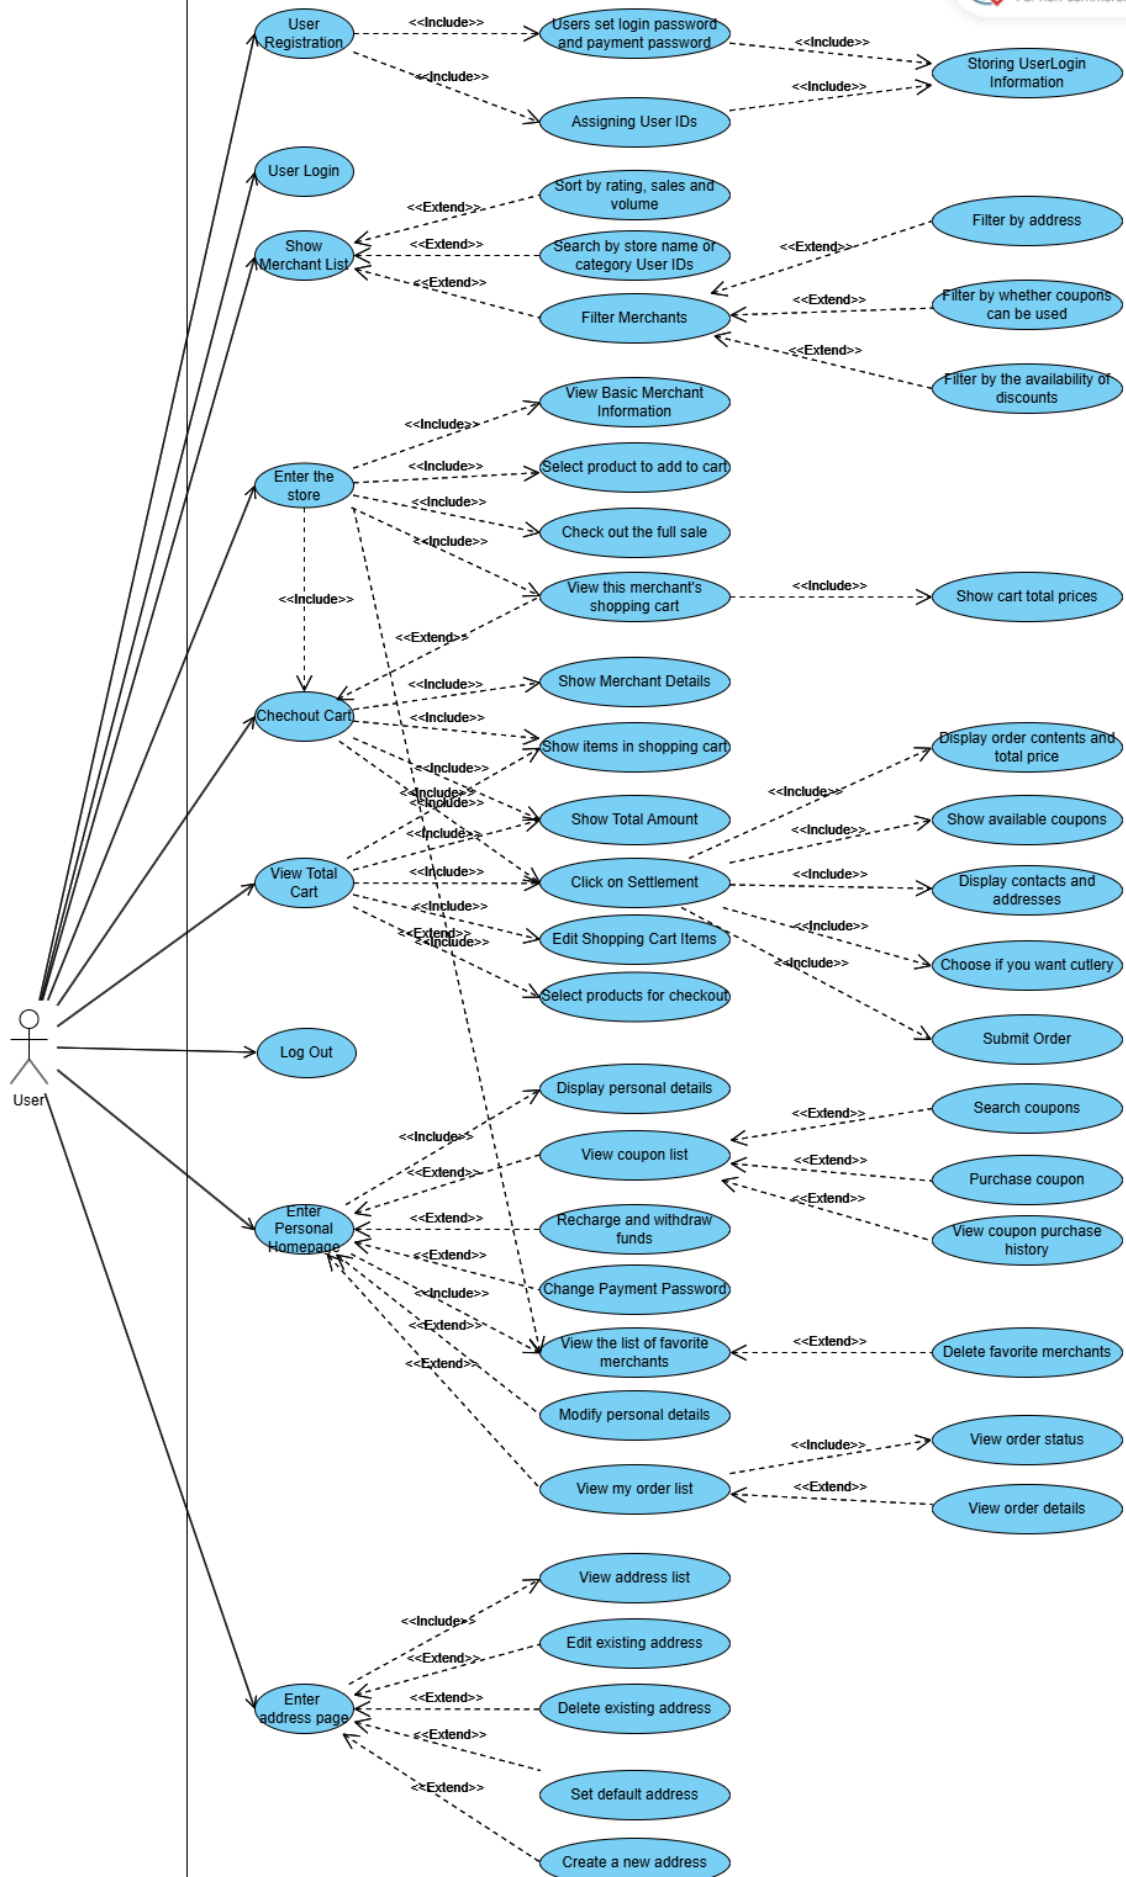 For non-commercial
User
Registration
<<Include>>
Users set login password
and payment password
<<Include>>
Storing UserLogin
Information
<<Include>>
<<Include>>
Assigning User IDs
User Login
Sort by rating, sales and
volume
<<Extend>>
Filter by address
Show
Merchant List
<<Extend>>
Search by store name or
category User IDs
<<Extend>>
<<Extend>>
Filter Merchants
<<Extend>>
Filter by whether coupons
can be used
<<Extend>>
Filter by the availability of
discounts
View Basic Merchant
Information
<<Include>>
Enter the
store
<<Include>>
Select product to add to cart
<<Include>>
Check out the full sale
<<Include>>
<<Include>>
View this merchant's
shopping cart
<<Include>>
Show cart total prices
<<Extend>>
<<Include>>
Show Merchant Details
Chechout Cart
<<Include>>
Show items in shopping cart
Display order contents and
total price
<<Include>>
<<Include>>
<<Include>>
<<Include>>
Show Total Amount
<<Include>>
<<Include>>
Show available coupons
View Total
Cart
<<Include>>
Click on Settlement
<<Include>>
Display contacts and
addresses
<<Include>>
<<Extend>>
<<Include>>
Edit Shopping Cart Items
<<Include>>
<<Include>>
Choose if you want cutlery
Select products for checkout
Submit Order
Log Out
User
Display personal details
<<Include>>
<<Extend>>
Search coupons
<<Extend>>
View coupon list
<<Extend>>
Purchase coupon
<<Extend>>
Enter
Personal
Homepage
<<Extend>>
Recharge and withdraw
funds
View coupon purchase
history
<<Extend>>
Change Payment Password
<<Include>>
<<Extend>>
<<Extend>>
View the list of favorite
merchants
<<Extend>>
Delete favorite merchants
Modify personal details
<<Include>>
View order status
View my order list
<<Extend>>
View order details
View address list
<<Include>>
Edit existing address
<<Extend>>
Enter
address page
<<Extend>>
Delete existing address
<<Extend>>
Set default address
<<Extend>>
Create a new address